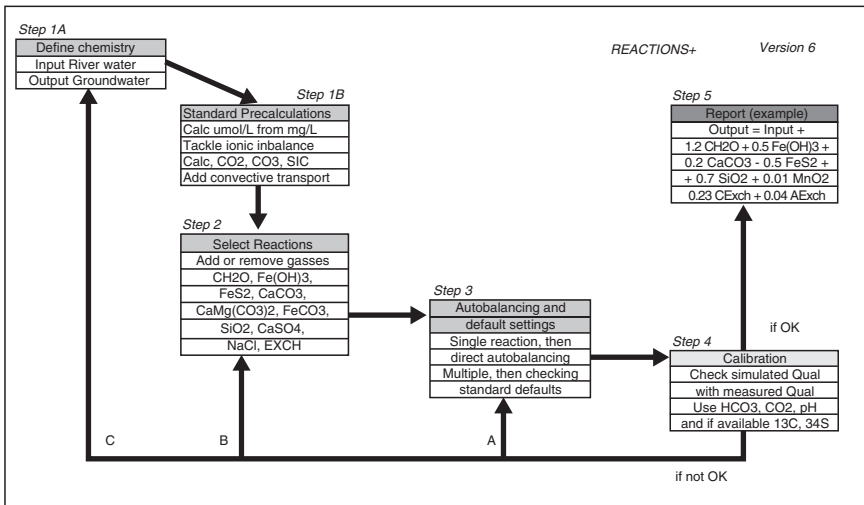 Step 1A
Define chemistry
Input River water
Output Groundwater
REACTIONS+ Version 6
Step 1B
Standard Precalculations
Calc umol/L from mg/L
Tackle ionic inbalance
Calc, CO2, CO3, SIC
Add convective transport
Step 5
Report (example)
Output = Input +
1.2 CH2O + 0.5 Fe(OH)3 +
0.2 CaCO3 - 0.5 FeS2 +
+ 0.7 SiO2 + 0.01 MnO2
0.23 CExch + 0.04 AExch
Step 2
Select Reactions
Add or remove gasses
CH2O, Fe(OH)3,
FeS2, CaCO3,
CaMg(CO3)2, FeCO3,
SiO2, CaSO4,
NaCl, EXCH
Step 3
Autobalancing and
default settings
Single reaction, then
direct autobalancing
Multiple, then checking
standard defaults
if OK
Step 4
Calibration
Check simulated Qual
with measured Qual
Use HCO3, CO2, pH
and if available 13C, 34S
C B A
if not OK